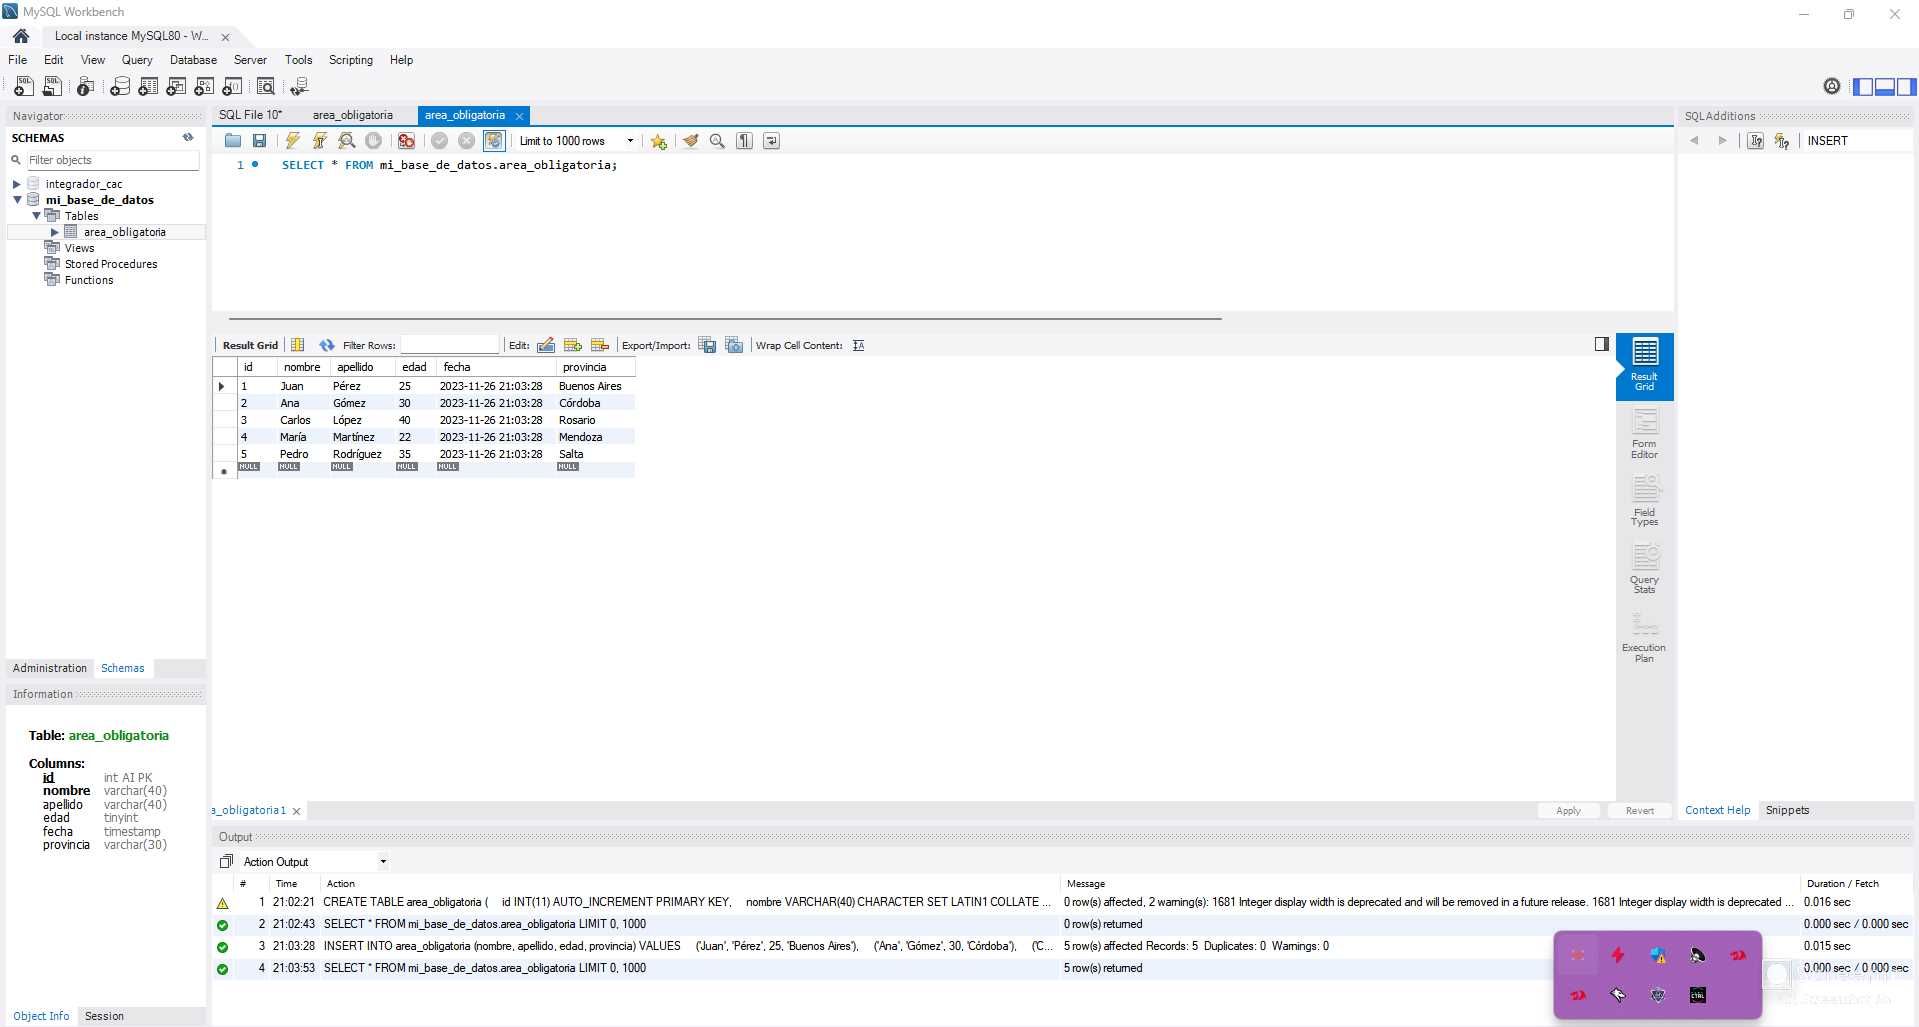 MySQL Workbench
Local instance MySQL80 - W...
File Edit View Query Database Server Tools Scripting Help
Navigator
SCHEMAS
Filter objects
integrador_cac
mi_base_de_datos
Tables
area_obligatoria
Views
Stored Procedures
Functions
Administration Schemas
Information
Table: area_obligatoria
Columns:
id int AI PK
nombre varchar(40)
apellido varchar(40)
edad tinyint
fecha timestamp
provincia varchar(30)
Object Info Session
SQL File 10* area_obligatoria area_obligatoria
Limit to 1000 rows
1 SELECT * FROM mi_base_de_datos.area_obligatoria;
Result Grid Filter Rows: Edit: Export/Import: Wrap Cell Content:
id nombre apellido edad fecha provincia
1 Juan Pérez 25 2023-11-26 21:03:28 Buenos Aires
2 Ana Gómez 30 2023-11-26 21:03:28 Córdoba
3 Carlos López 40 2023-11-26 21:03:28 Rosario
4 María Martínez 22 2023-11-26 21:03:28 Mendoza
5 Pedro Rodríguez 35 2023-11-26 21:03:28 Salta
NULL NULL NULL NULL NULL NULL
Result Grid
Form Editor
Field Types
Query Stats
Execution Plan
a_obligatoria1
Apply Revert
SQLAdditions
INSERT
Context Help Snippets
Output
Action Output
# Time Action Message Duration / Fetch
1 21:02:21 CREATE TABLE area_obligatoria ( id INT(11) AUTO_INCREMENT PRIMARY KEY, nombre VARCHAR(40) CHARACTER SET LATIN1 COLLATE ... 0 row(s) affected, 2 warning(s): 1681 Integer display width is deprecated and will be removed in a future release. 1681 Integer display width is deprecated ... 0.016 sec
2 21:02:43 SELECT * FROM mi_base_de_datos.area_obligatoria LIMIT 0, 1000 0 row(s) returned 0.000 sec / 0.000 sec
3 21:03:28 INSERT INTO area_obligatoria (nombre, apellido, edad, provincia) VALUES ('Juan', 'Pérez', 25, 'Buenos Aires'), ('Ana', 'Gómez', 30, 'Córdoba'), ('C... 5 row(s) affected Records: 5 Duplicates: 0 Warnings: 0 0.015 sec
4 21:03:53 SELECT * FROM mi_base_de_datos.area_obligatoria LIMIT 0, 1000 5 row(s) returned 0.000 sec / 0.000 sec
CTRL